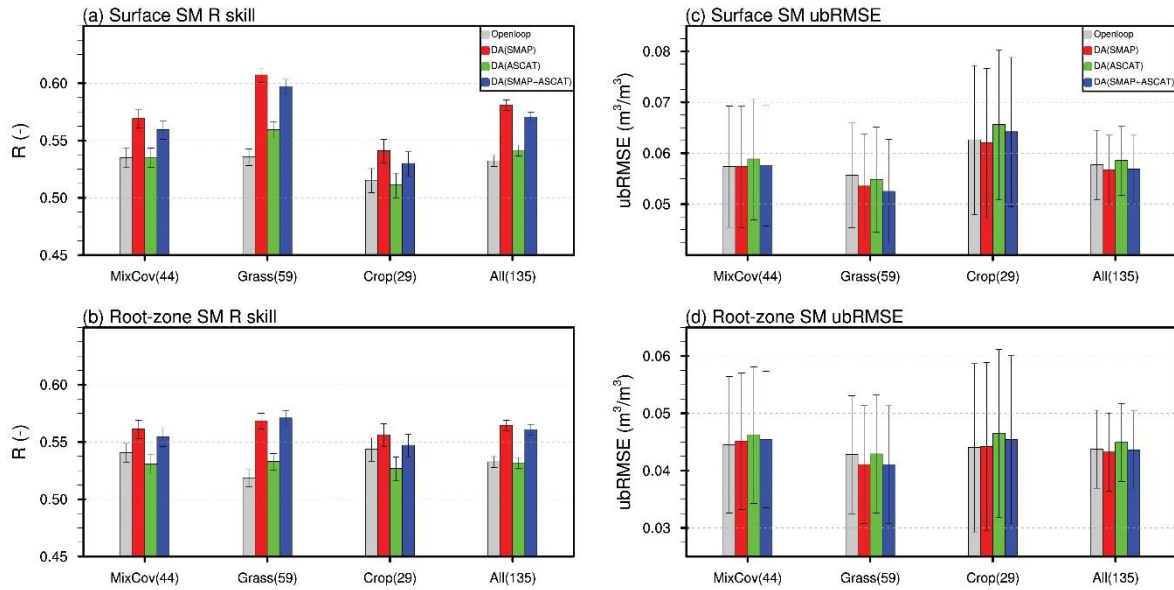 (a) Surface SM R skill
Openloop
DA(SMAP)
DA(ASCAT)
DA(SMAP+ASCAT)
R (-)
0.60
0.55
0.50
0.45
MixCov(44) Grass(59) Crop(29) All(135)
(c) Surface SM ubRMSE
Openloop
DA(SMAP)
DA(ASCAT)
DA(SMAP+ASCAT)
ubRMSE (m³/m³)
0.08
0.07
0.06
0.05
MixCov(44) Grass(59) Crop(29) All(135)
(b) Root-zone SM R skill
R (-)
0.60
0.55
0.50
0.45
MixCov(44) Grass(59) Crop(29) All(135)
(d) Root-zone SM ubRMSE
ubRMSE (m³/m³)
0.06
0.05
0.04
0.03
MixCov(44) Grass(59) Crop(29) All(135)